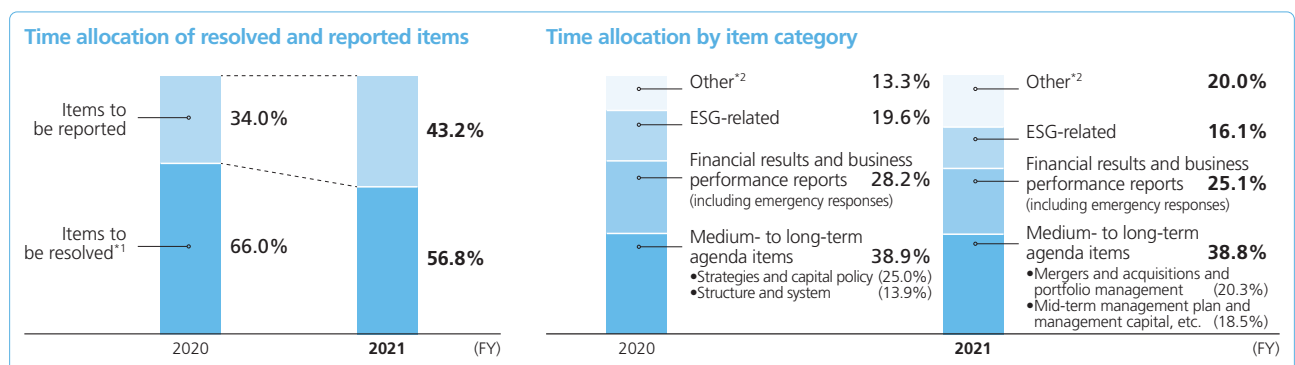 Time allocation of resolved and reported items
Items to
be reported
34.0%
43.2%
Items to
be resolved*1
66.0%
56.8%
2020
2021
(FY)
Time allocation by item category
Other*2
13.3%
ESG-related
19.6%
Financial results and business
performance reports 28.2%
(including emergency responses)
Medium- to long-term
agenda items 38.9%
•Strategies and capital policy (25.0%)
•Structure and system (13.9%)
Other*2
20.0%
ESG-related
16.1%
Financial results and business
performance reports 25.1%
(including emergency responses)
Medium- to long-term
agenda items 38.8%
•Mergers and acquisitions and
portfolio management (20.3%)
•Mid-term management plan and
management capital, etc. (18.5%)
2020
2021
(FY)